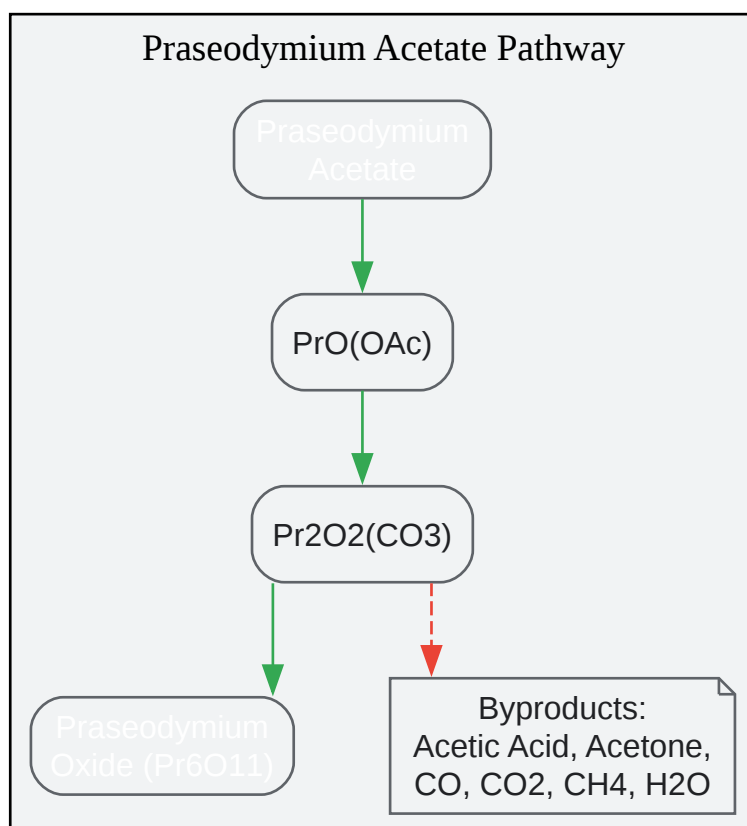 Praseodymium Acetate Pathway
Praseodymium
Acetate
PrO(OAc)
Pr2O2(CO3)
Praseodymium
Oxide (Pr6O11)
Byproducts:
Acetic Acid, Acetone,
CO, CO2, CH4, H2O